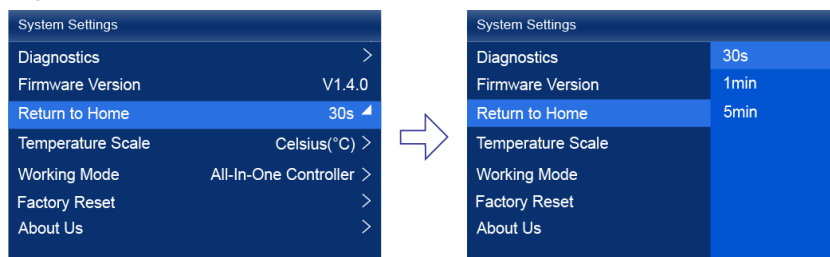 System Settings
Diagnostics >
Firmware Version V1.4.0
Return to Home 30s
Temperature Scale Celsius(°C) >
Working Mode All-In-One Controller >
Factory Reset >
About Us >
System Settings
Diagnostics 30s
Firmware Version 1min
Return to Home 5min
Temperature Scale
Working Mode
Factory Reset
About Us